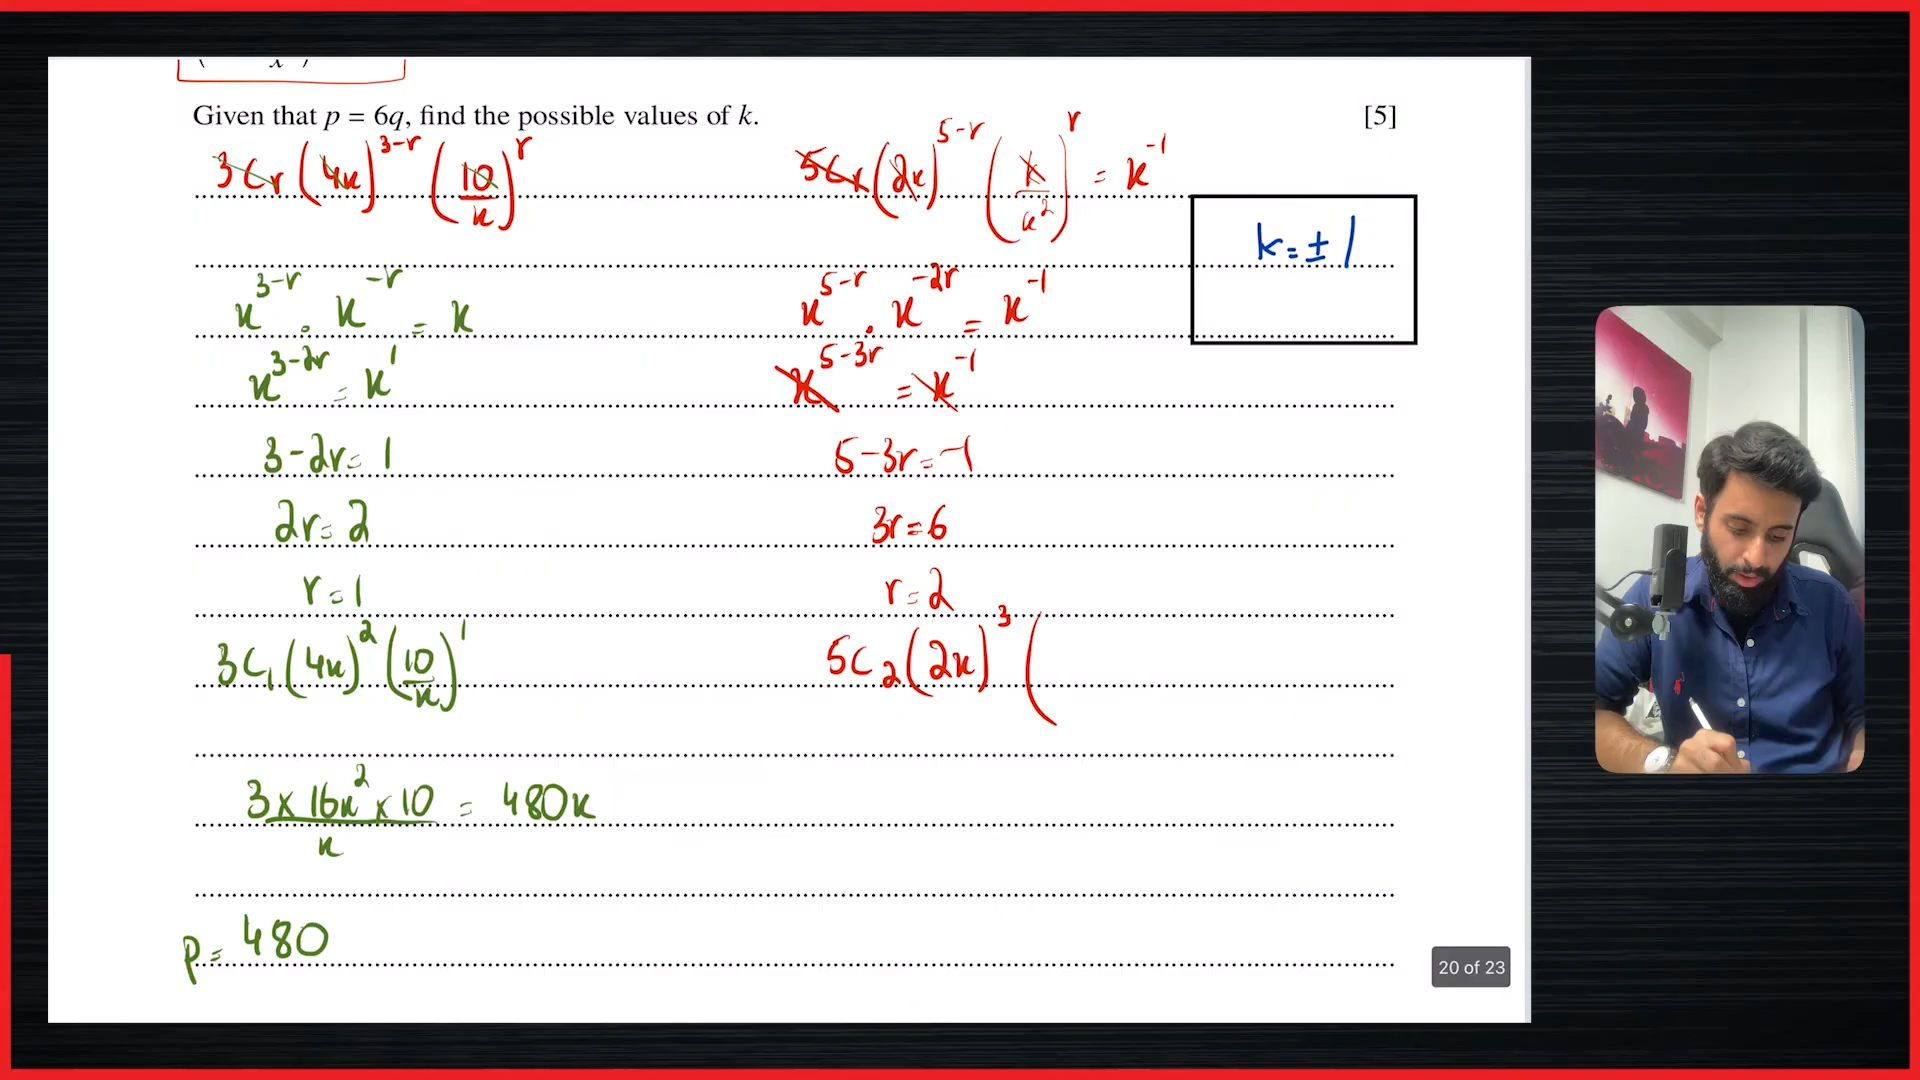 ( x )
Given that p = 6q, find the possible values of k. [5]
3Cr (4x)^{3-r} (10/x)^r
5Cr (2x)^{5-r} (k/x^2)^r = x^{-1}
k = ± 1
x^{3-r} . x^{-r} = x
x^{5-r} . x^{-2r} = x^{-1}
x^{3-2r} = x^1
x^{5-3r} = x^{-1}
3-2r = 1
5-3r = -1
2r = 2
3r = 6
r = 1
r = 2
3C1 (4x)^2 (10/x)^1
5C2 (2x)^3 (
3 × 16x^2 × 10 / x = 480x
p = 480
20 of 23